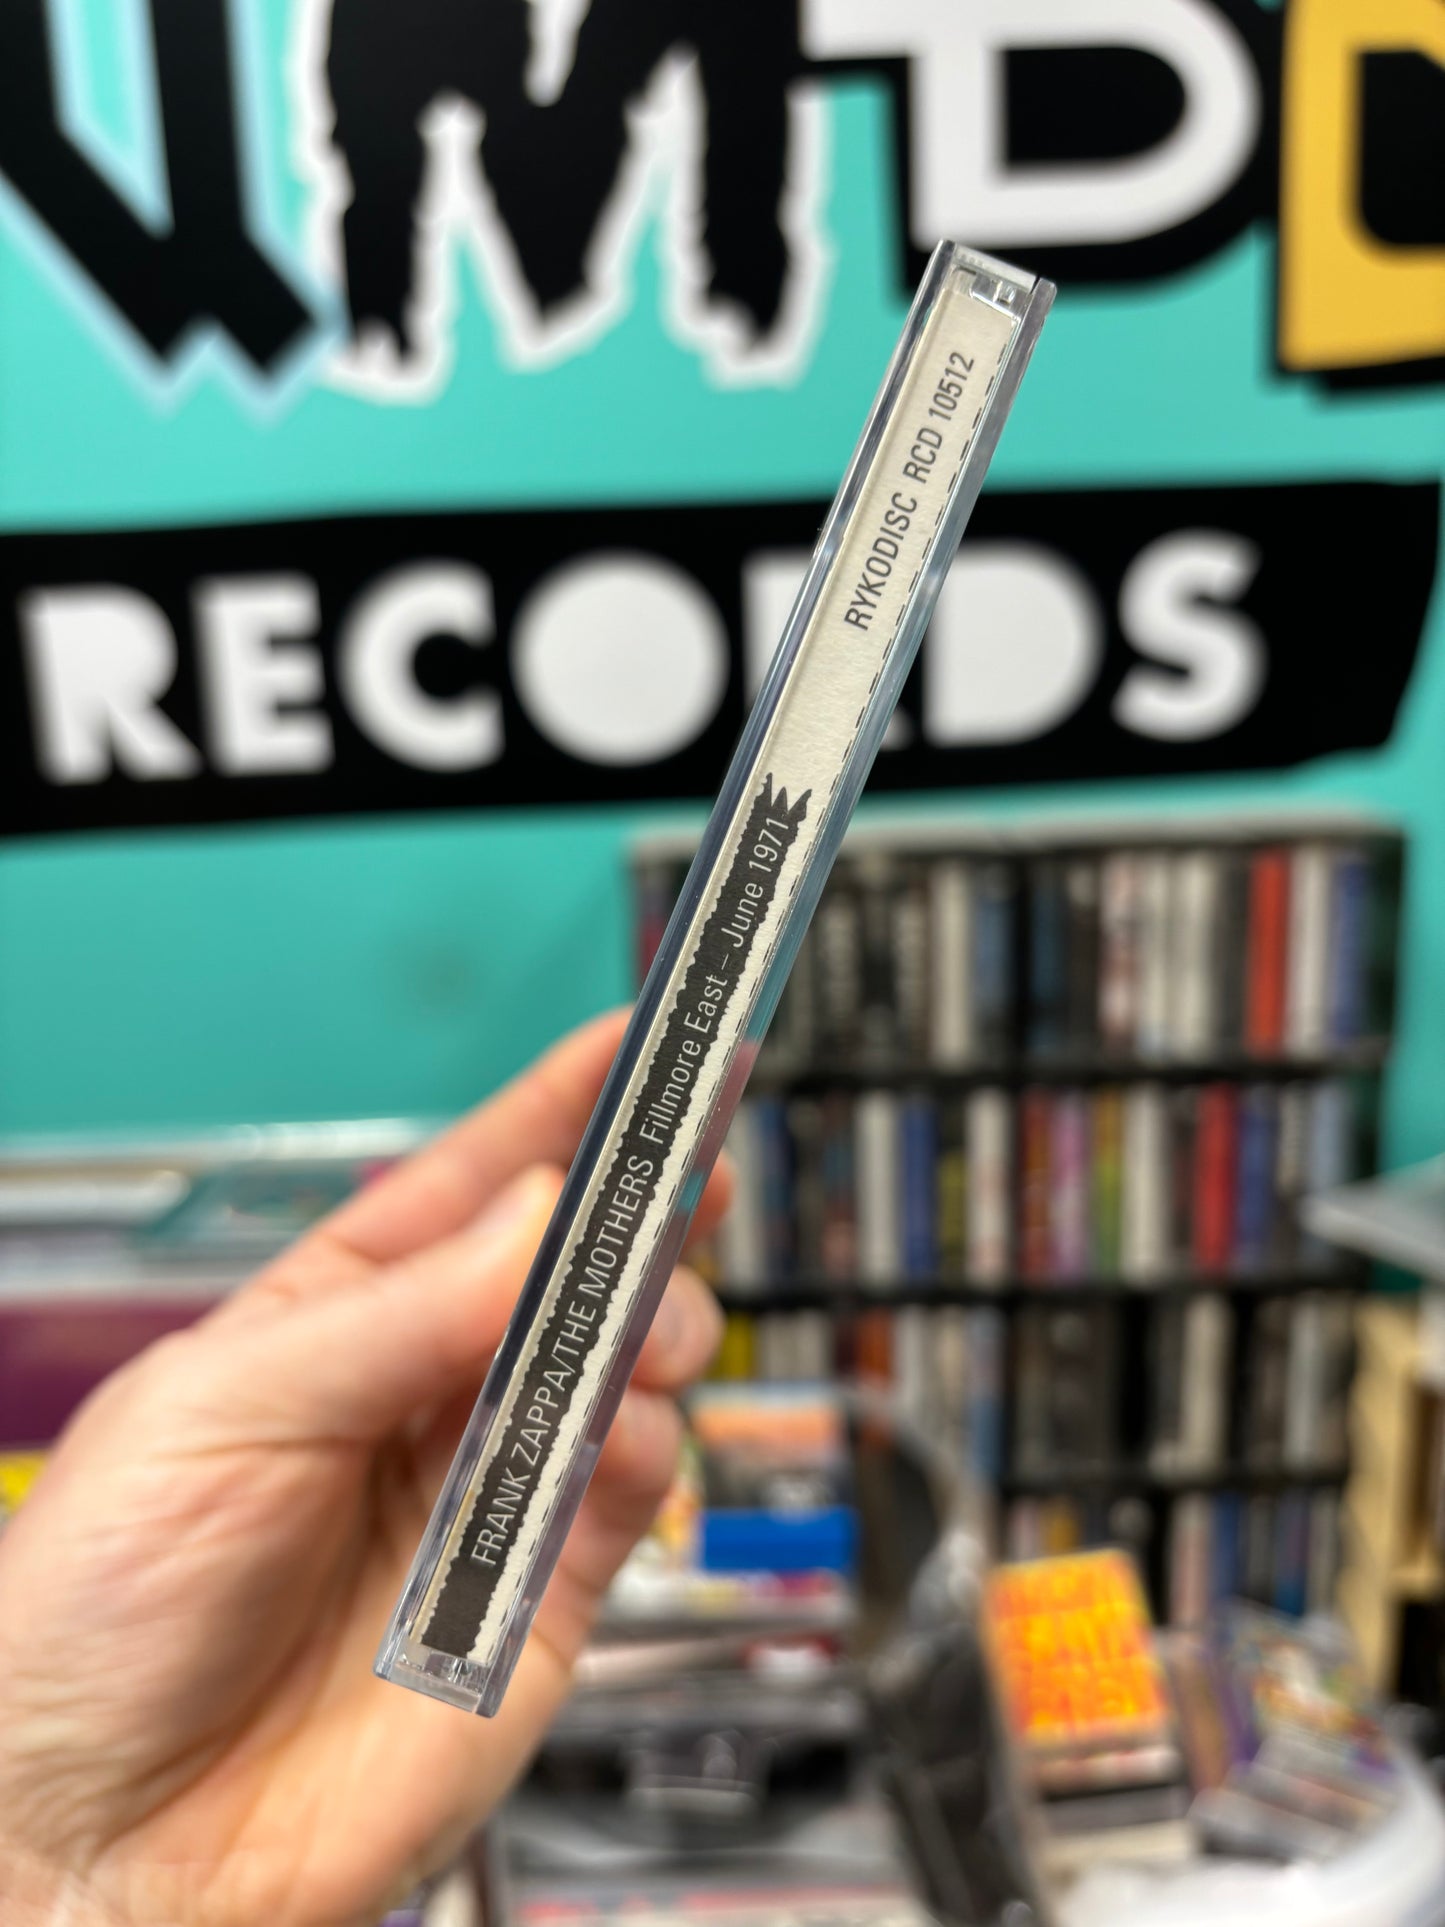 RECORDS
FRANK ZAPPA/THE MOTHERS Fillmore East – June 1971 RYKODISC RCD 10512